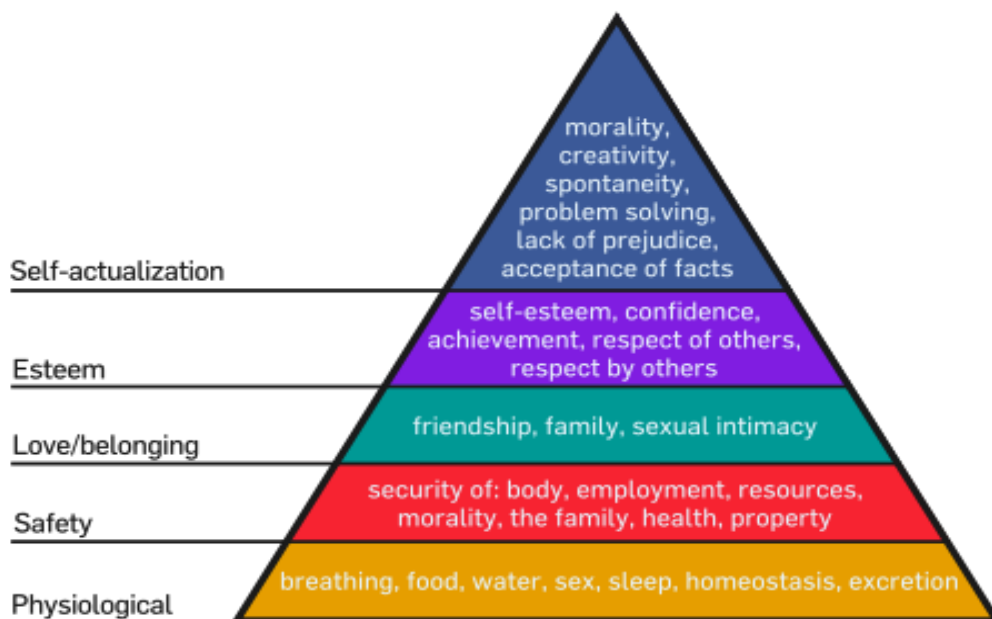 morality,
creativity,
spontaneity,
problem solving,
lack of prejudice,
acceptance of facts
Self-actualization
self-esteem, confidence,
achievement, respect of others,
respect by others
Esteem
friendship, family, sexual intimacy
Love/belonging
security of: body, employment, resources,
morality, the family, health, property
Safety
breathing, food, water, sex, sleep, homeostasis, excretion
Physiological